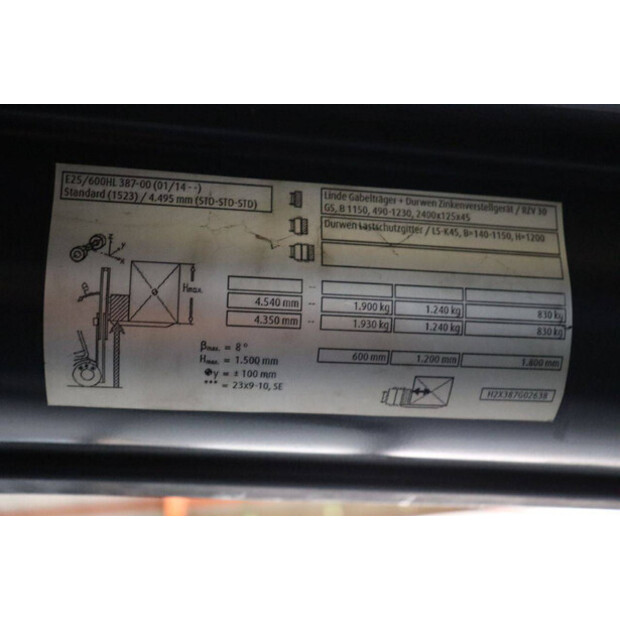 E25/600HL 387-00 (01/14 - -)
Standard (1523) / 4.495 mm (STD-STD-STD)
Linde Gabelträger + Durwen Zinkenverstellgerät / RZV 30
GS, B 1150, 490-1230, 2400x125x45
Durwen Lastschutzgitter / LS-K45, B=140-1150, H=1200
Z
Y
X
β
Hmax.
--
4.540 mm -- 1.900 kg 1.240 kg 830 kg
4.350 mm -- 1.930 kg 1.240 kg 830 kg
600 mm 1.200 mm 1.800 mm
βmax. = 8°
Hmax. = 1.500 mm
y = ± 100 mm
*** = 23x9-10, SE
H2X387G02638